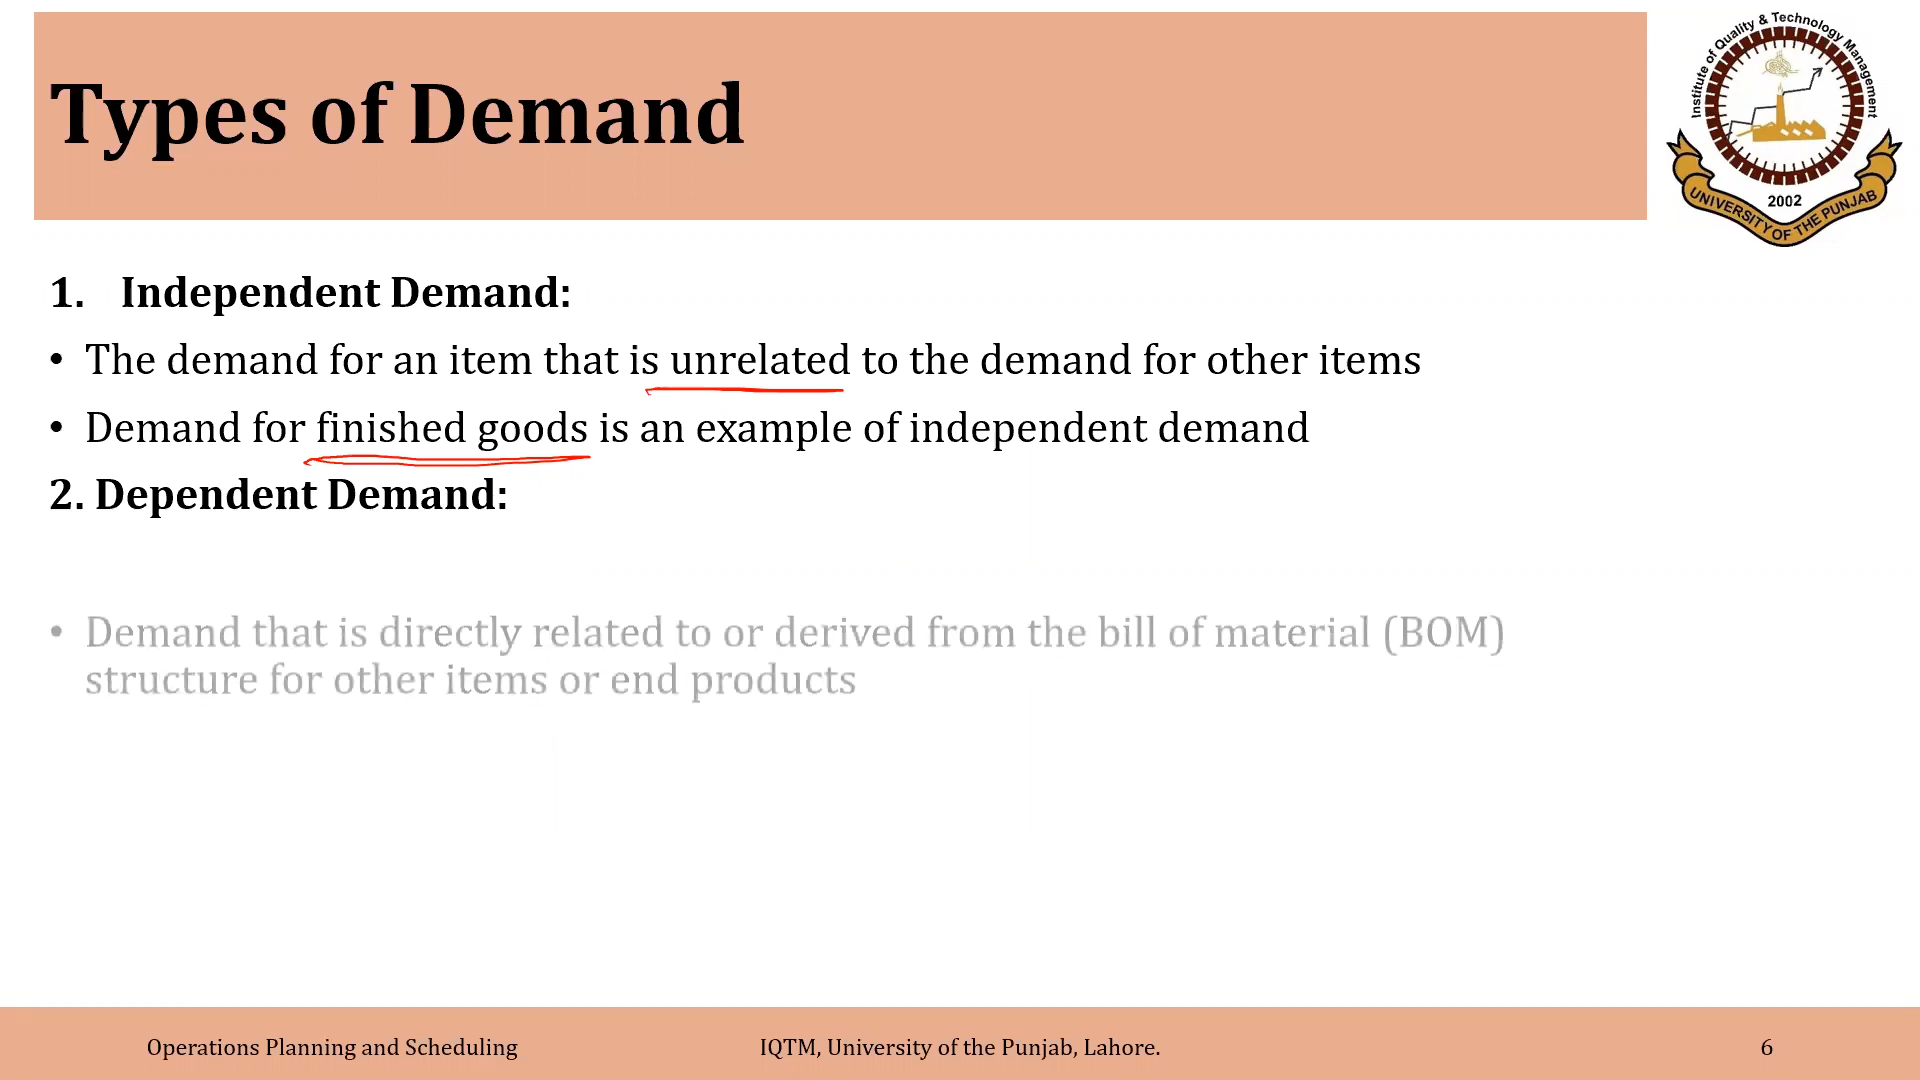 Types of Demand
Institute of Quality & Technology Management
2002
UNIVERSITY OF THE PUNJAB
1. Independent Demand:
• The demand for an item that is unrelated to the demand for other items
• Demand for finished goods is an example of independent demand
2. Dependent Demand:
• Demand that is directly related to or derived from the bill of material (BOM)
structure for other items or end products
Operations Planning and Scheduling
IQTM, University of the Punjab, Lahore.
6